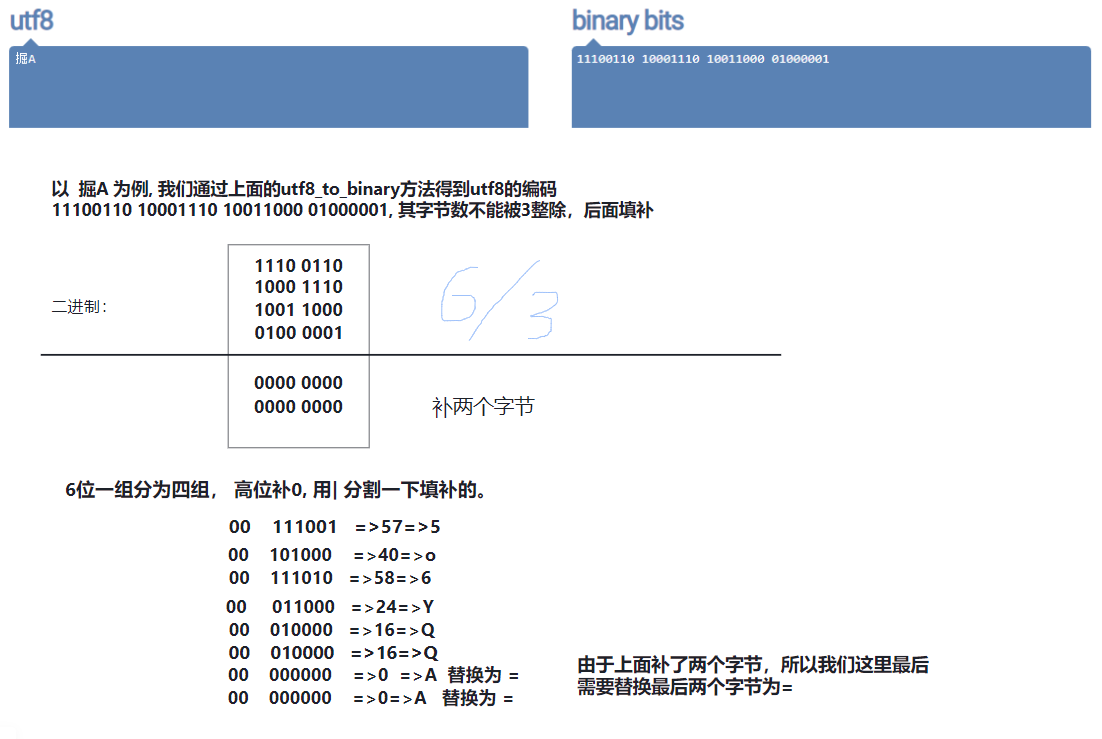 utf8
binary bits
掘A
11100110 10001110 10011000 01000001
以 掘A 为例, 我们通过上面的utf8_to_binary方法得到utf8的编码
11100110 10001110 10011000 01000001, 其字节数不能被3整除，后面填补
1110 0110
1000 1110
二进制：
1001 1000
0100 0001
6/3
0000 0000
0000 0000
补两个字节
6位一组分为四组， 高位补0, 用| 分割一下填补的。
00 111001 =>57=>5
00 101000 =>40=>o
00 111010 =>58=>6
00 011000 =>24=>Y
00 010000 =>16=>Q
00 010000 =>16=>Q
00 000000 =>0 =>A 替换为 =
00 000000 =>0=>A 替换为 =
由于上面补了两个字节，所以我们这里最后
需要替换最后两个字节为=